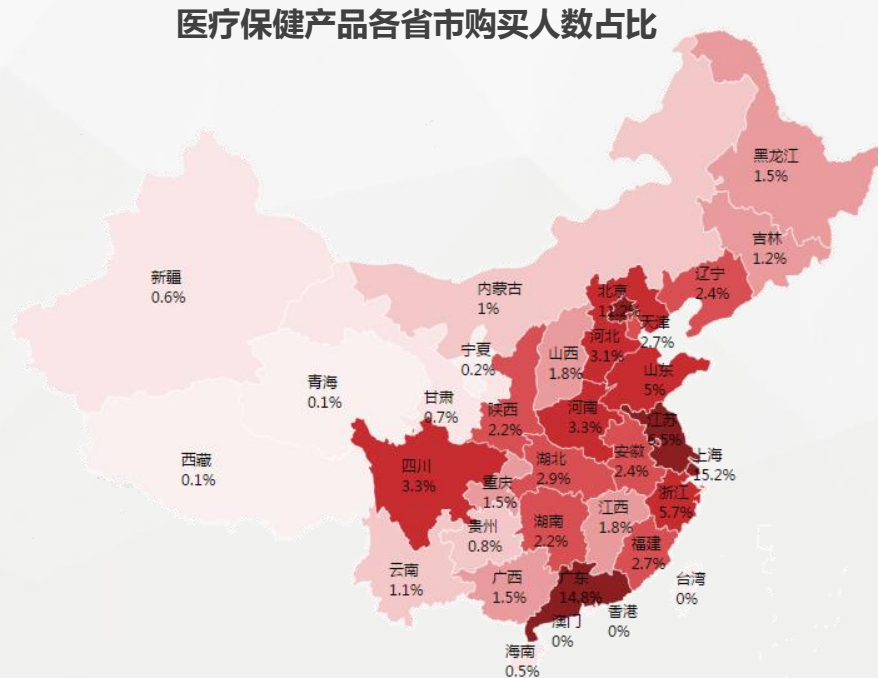 医疗保健产品各省市购买人数占比
黑龙江
1.5%
吉林
1.2%
辽宁
2.4%
新疆
0.6%
内蒙古
1%
北京
天津
2.7%
河北
3.1%
宁夏
0.2%
山西
1.8%
山东
5%
青海
0.1%
甘肃
0.7%
陕西
2.2%
河南
3.3%
江苏
西藏
0.1%
四川
3.3%
重庆
1.5%
湖北
2.9%
安徽
2.4%
上海
15.2%
浙江
5.7%
贵州
0.8%
湖南
2.2%
江西
1.8%
福建
2.7%
云南
1.1%
广西
1.5%
广东
14.8%
台湾
0%
香港
0%
澳门
0%
海南
0.5%